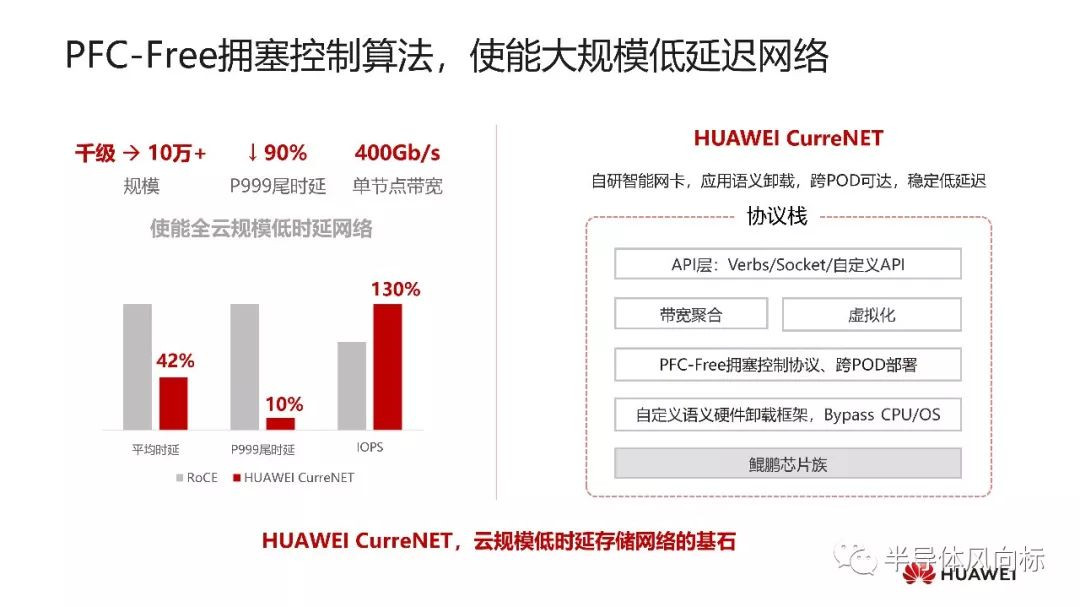 PFC-Free拥塞控制算法，使能大规模低延迟网络
千级 → 10万+
规模
↓90%
P999尾时延
400Gb/s
单节点带宽
使能全云规模低时延网络
42%
10%
130%
平均时延
P999尾时延
IOPS
RoCE
HUAWEI CurreNET
HUAWEI CurreNET
自研智能网卡，应用语义卸载，跨POD可达，稳定低延迟
协议栈
API层：Verbs/Socket/自定义API
带宽聚合
虚拟化
PFC-Free拥塞控制协议、跨POD部署
自定义语义硬件卸载框架，Bypass CPU/OS
鲲鹏芯片族
HUAWEI CurreNET，云规模低时延存储网络的基石
半导体风向标
HUAWEI